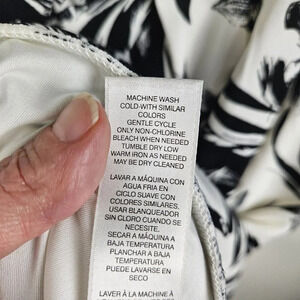 MACHINE WASH
COLD-WITH SIMILAR
COLORS
GENTLE CYCLE
ONLY NON-CHLORINE
BLEACH WHEN NEEDED
TUMBLE DRY LOW
WARM IRON AS NEEDED
MAY BE DRY CLEANED
LAVAR A MÁQUINA CON
AGUA FRIA EN
CICLO SUAVE CON
COLORES SIMILARES.
USAR BLANQUEADOR
SIN CLORO CUANDO SE
NECESITE.
SECAR A MÁQUINA A
BAJA TEMPERATURA
PLANCHAR A BAJA
TEMPERATURA
PUEDE LAVARSE EN
SECO
LAVER À LA MACHINE À